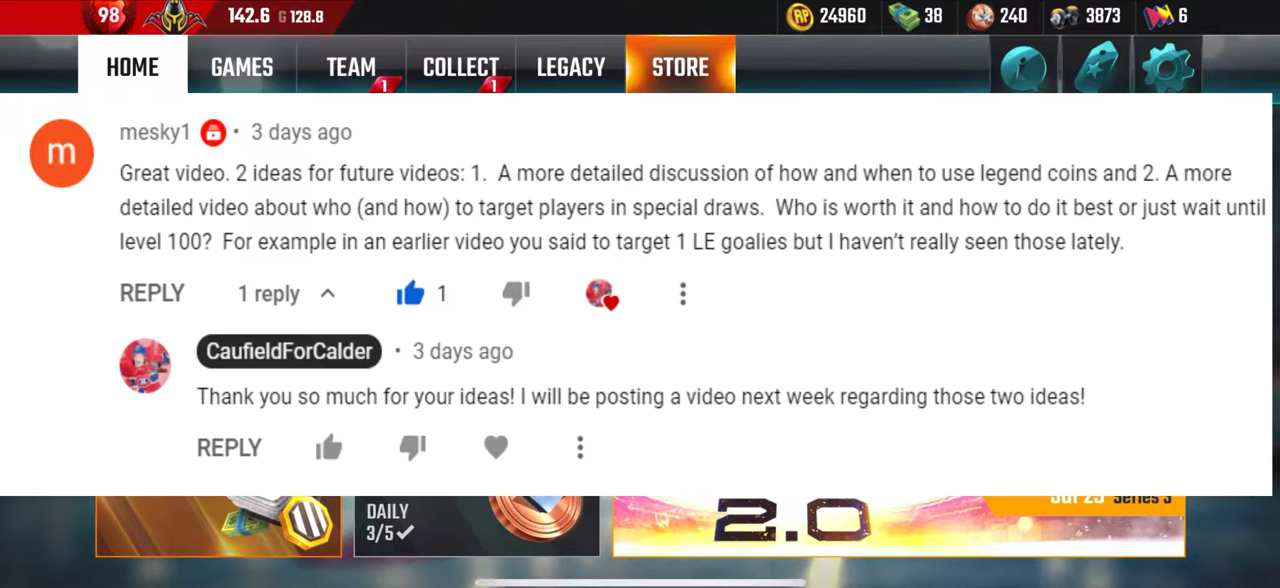 98 142.6 G 128.8 RP 24960 38 240 3873 6
HOME GAMES TEAM 1 COLLECT 1 LEGACY STORE
m
mesky1 • 3 days ago
Great video. 2 ideas for future videos: 1. A more detailed discussion of how and when to use legend coins and 2. A more
detailed video about who (and how) to target players in special draws. Who is worth it and how to do it best or just wait until
level 100? For example in an earlier video you said to target 1 LE goalies but I haven't really seen those lately.
REPLY 1 reply 1
CaufieldForCalder • 3 days ago
Thank you so much for your ideas! I will be posting a video next week regarding those two ideas!
REPLY
DAILY
3/5
2.0
Series 3